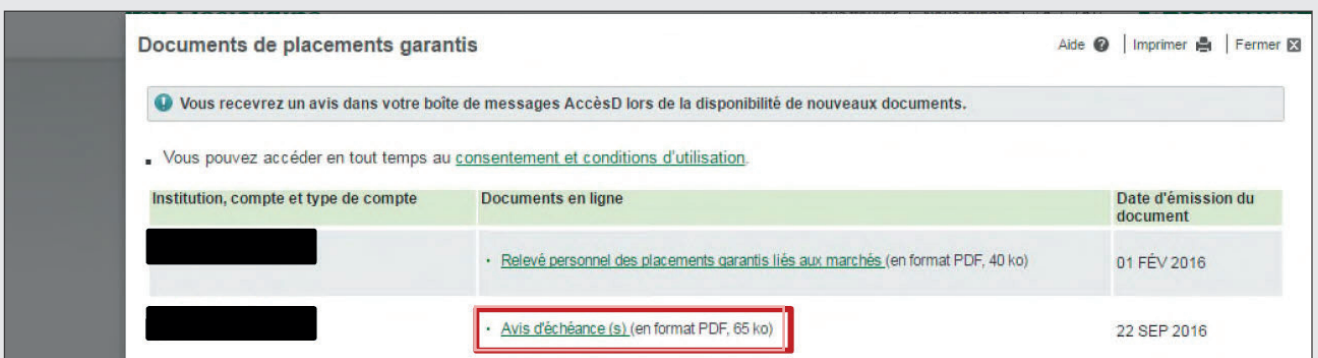 Documents de placements garantis
Aide Imprimer Fermer
Vous recevrez un avis dans votre boîte de messages AccèsD lors de la disponibilité de nouveaux documents.
Vous pouvez accéder en tout temps au consentement et conditions d'utilisation.
Institution, compte et type de compte Documents en ligne Date d'émission du
document
Relevé personnel des placements garantis liés aux marchés (en format PDF, 40 ko) 01 FÉV 2016
Avis d'échéance (s) (en format PDF, 65 ko) 22 SEP 2016